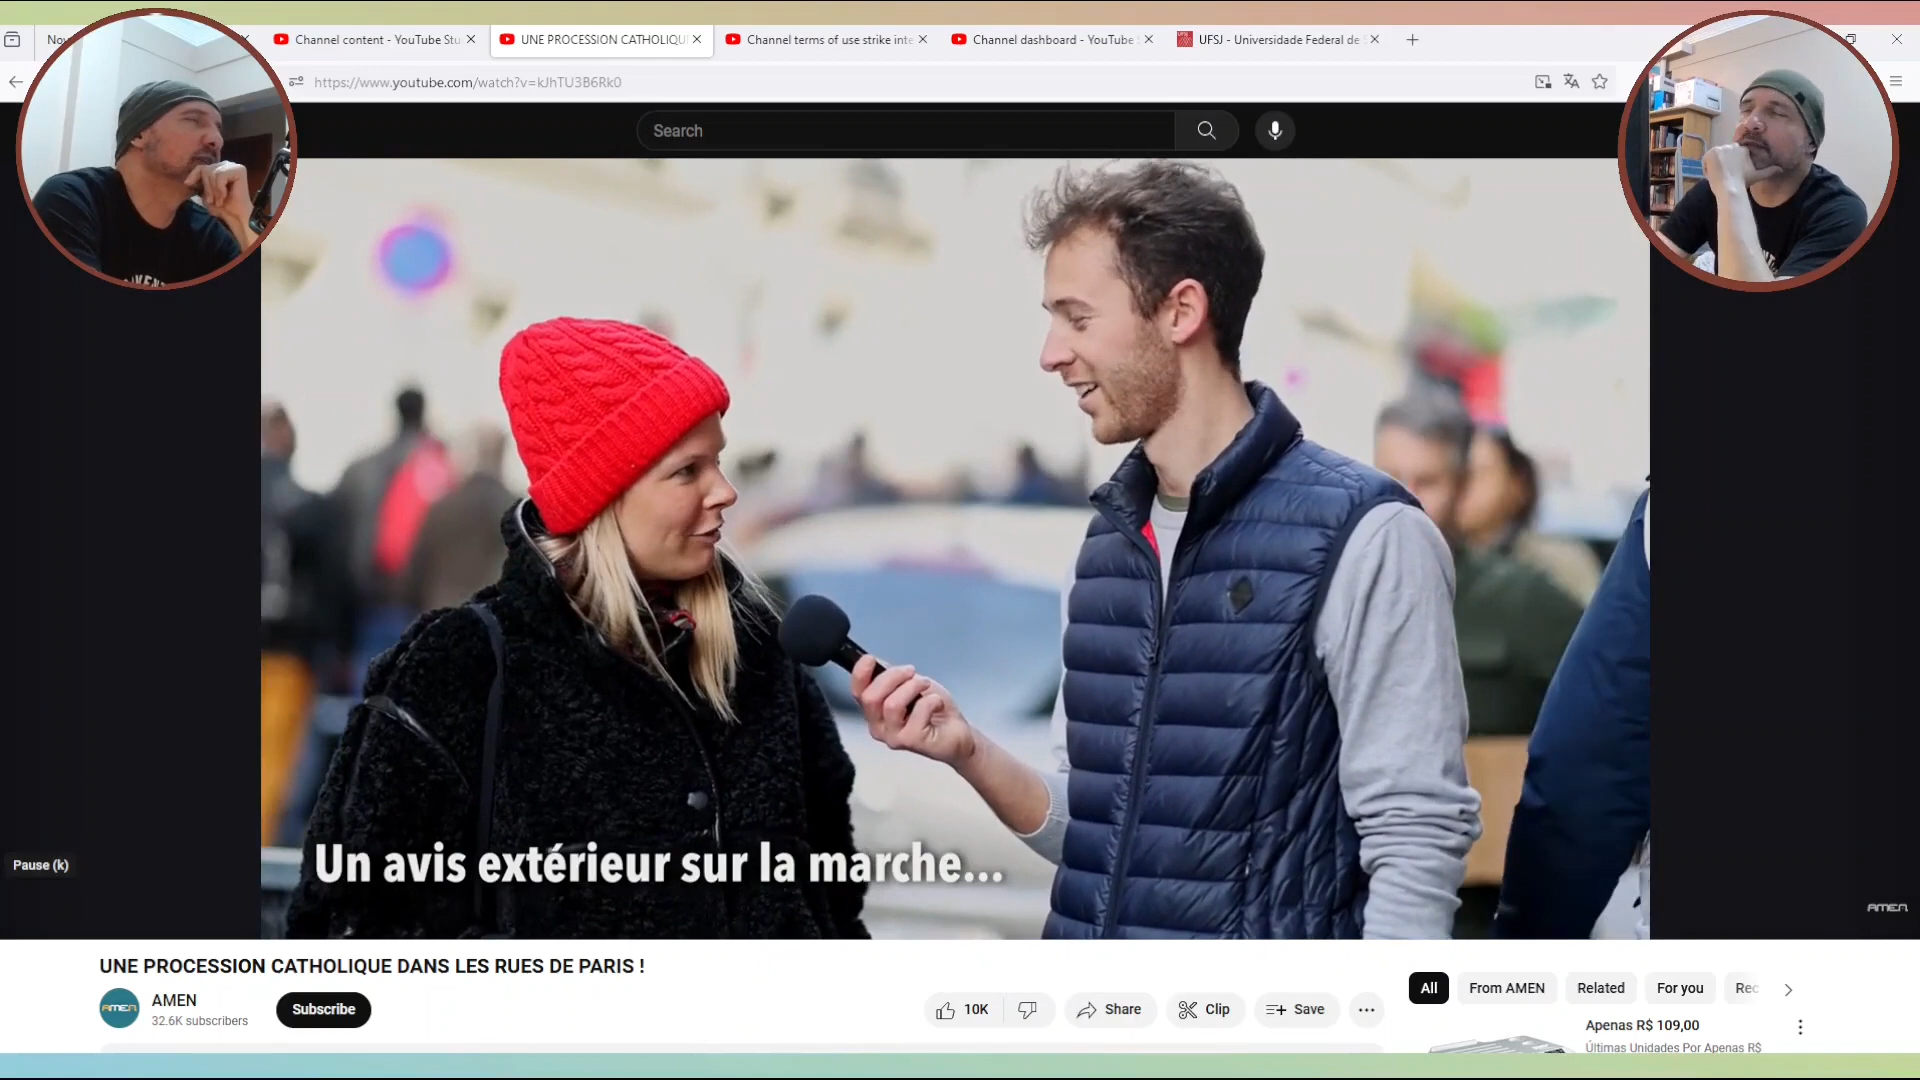 Nov
Channel content - YouTube Stu
UNE PROCESSION CATHOLIQU
Channel terms of use strike inte
Channel dashboard - YouTube
UFSJ - Universidade Federal de
https://www.youtube.com/watch?v=kJhTU3B6Rk0
Search
Un avis extérieur sur la marche...
Pause (k)
AMEN
UNE PROCESSION CATHOLIQUE DANS LES RUES DE PARIS !
AMEN
AMEN
32.6K subscribers
Subscribe
10K
Share
Clip
Save
All
From AMEN
Related
For you
Rec
Apenas R$ 109,00
Últimas Unidades Por Apenas R$